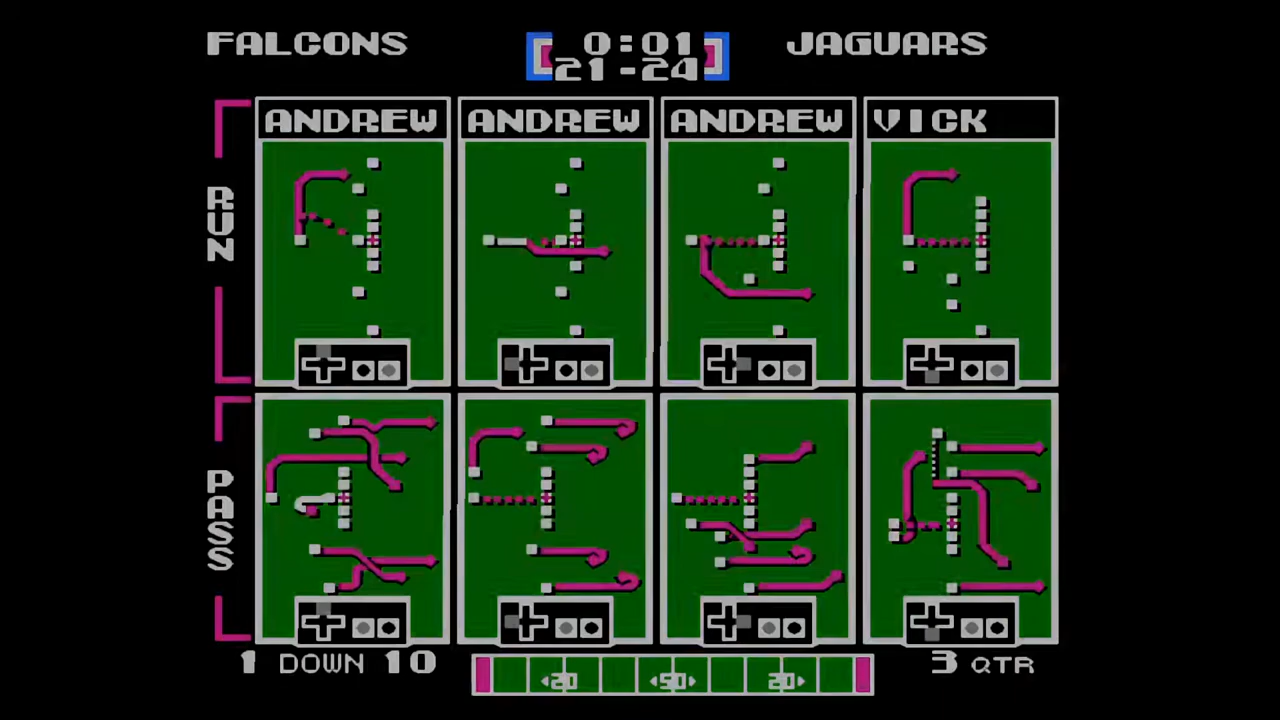 FALCONS 0:01 JAGUARS
21-24
ANDREW ANDREW ANDREW VICK
RUN
PASS
1 DOWN 10 3 QTR
20 50 20